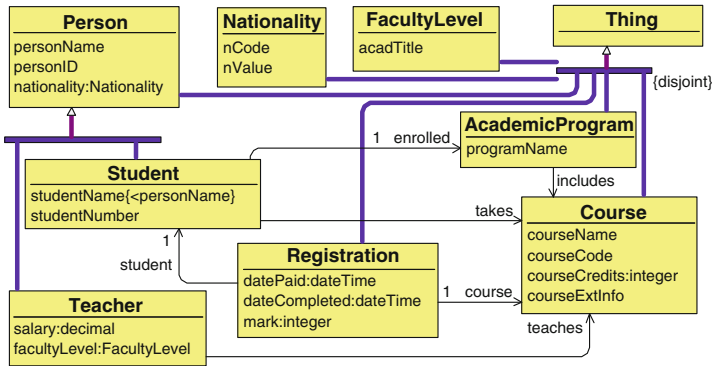 Person
personName
personID
nationality:Nationality
Nationality
nCode
nValue
FacultyLevel
acadTitle
Thing
{disjoint}
AcademicProgram
programName
1 enrolled
Student
studentName{<personName}
studentNumber
includes
takes
Course
courseName
courseCode
courseCredits:integer
courseExtInfo
1
student
Registration
datePaid:dateTime
dateCompleted:dateTime
mark:integer
1 course
Teacher
salary:decimal
facultyLevel:FacultyLevel
teaches